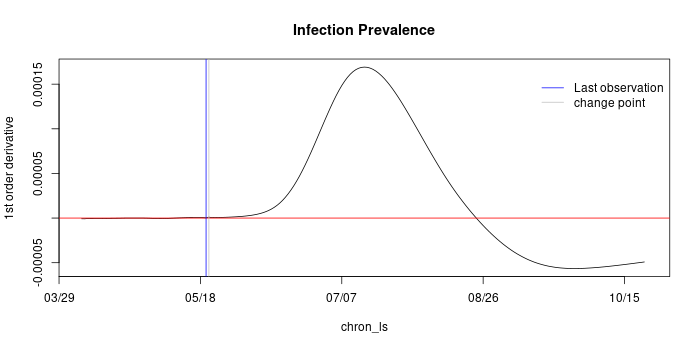 Infection Prevalence
1st order derivative
0.00015
0.00005
-0.00005
Last observation
change point
03/29
05/18
07/07
08/26
10/15
chron_ls